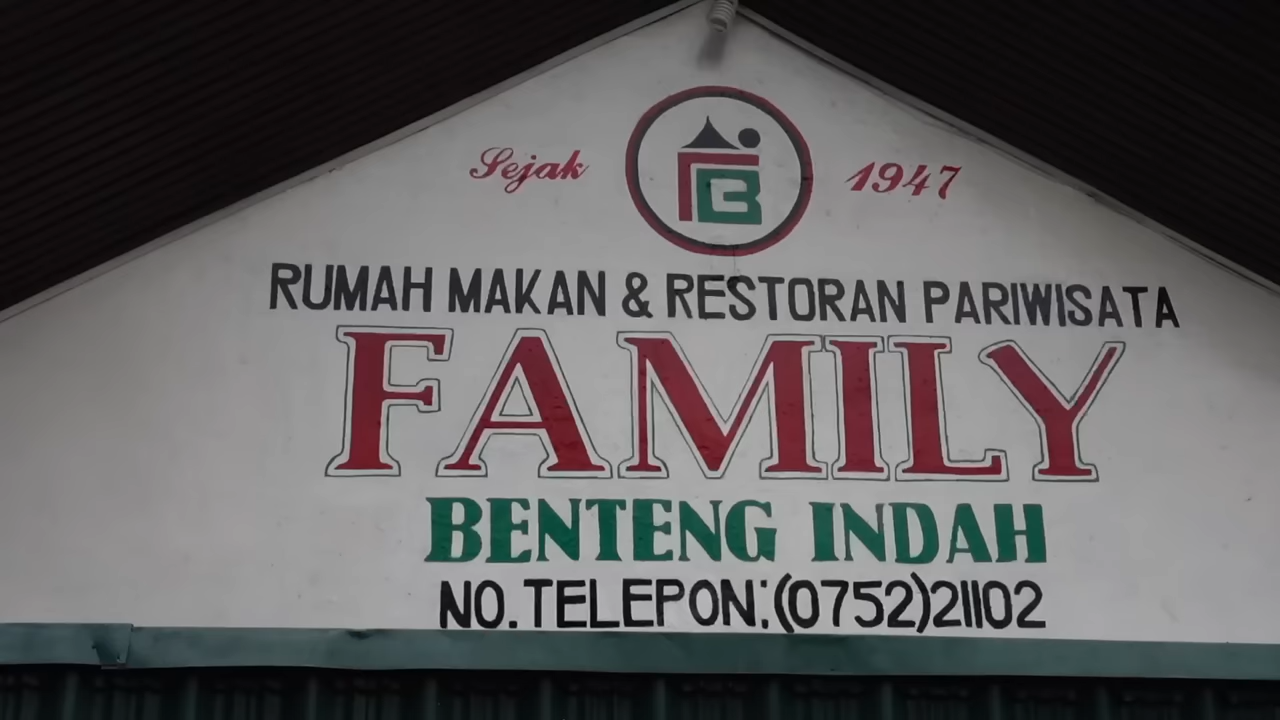 Sejak 1947
RUMAH MAKAN & RESTORAN PARIWISATA
FAMILY
BENTENG INDAH
NO. TELEPON: (0752)21102